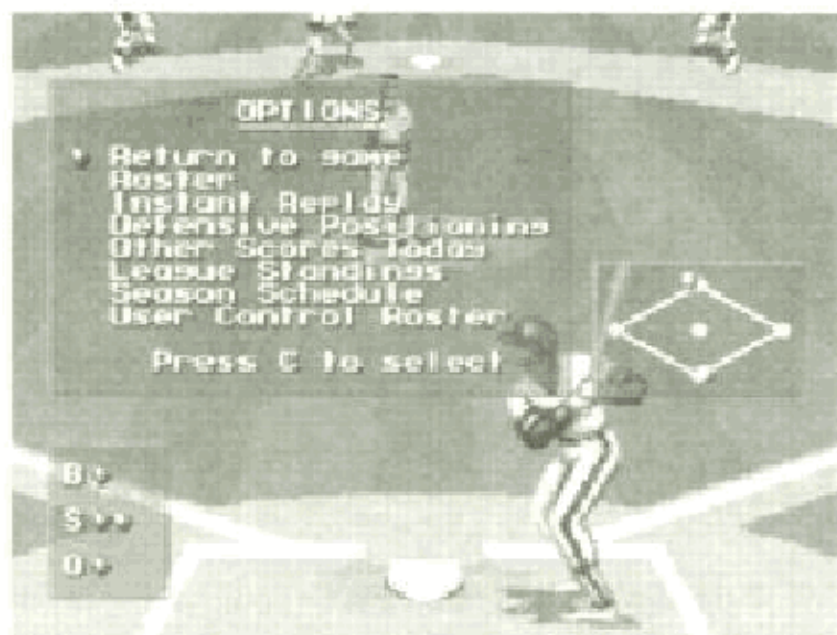 OPTIONS
Return to game
Roster
Instant Replay
Defensive Positioning
Other Scores Today
League Standings
Season Schedule
User Control Roster
Press C to select
B
S
O